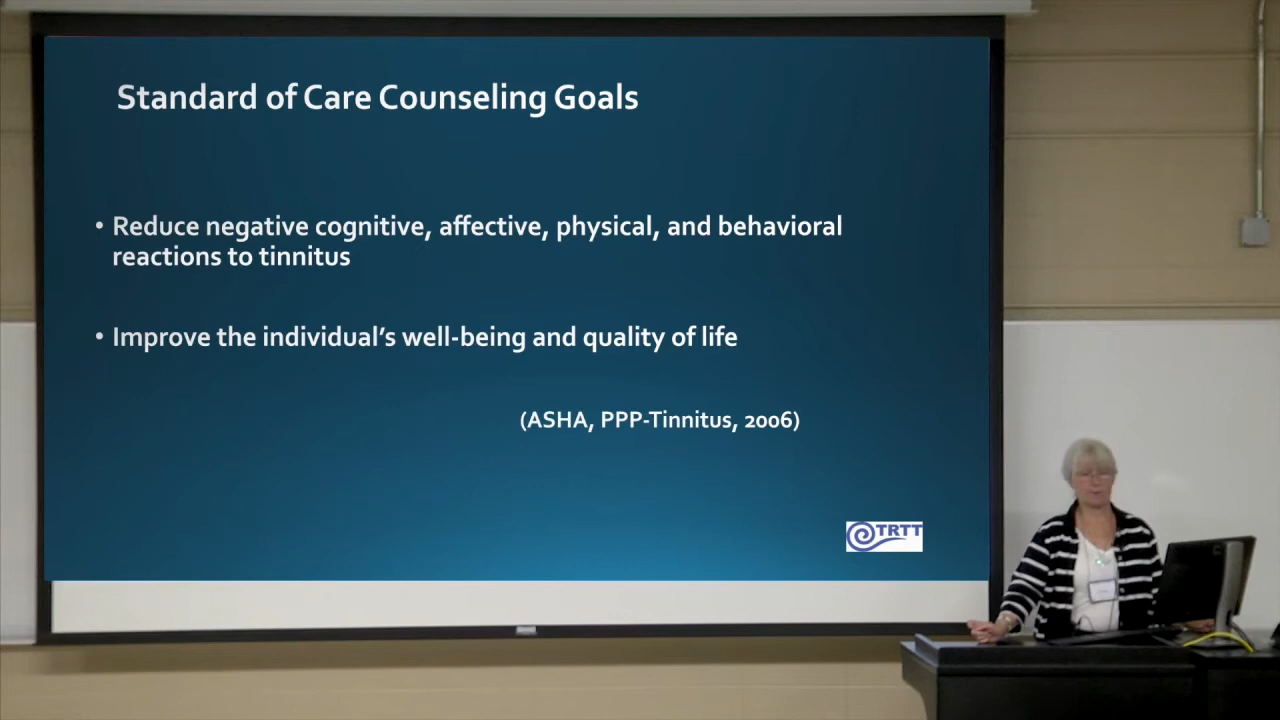 Standard of Care Counseling Goals
• Reduce negative cognitive, affective, physical, and behavioral
reactions to tinnitus
• Improve the individual's well-being and quality of life
(ASHA, PPP-Tinnitus, 2006)
TRTT